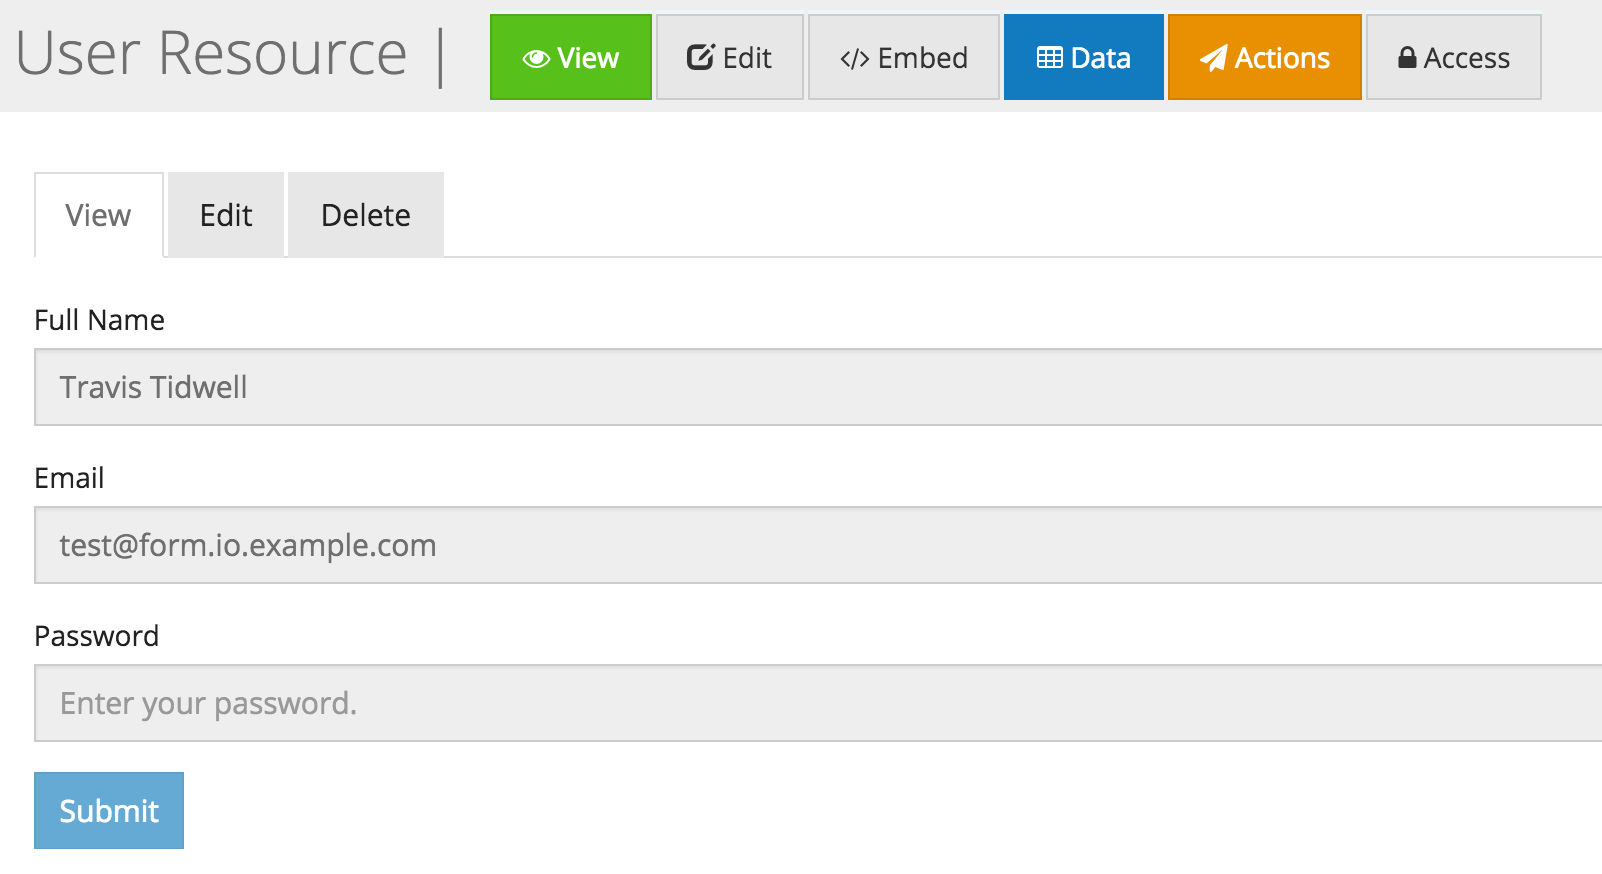 User Resource | View Edit </> Embed Data Actions Access
View Edit Delete
Full Name
Travis Tidwell
Email
test@form.io.example.com
Password
Enter your password.
Submit